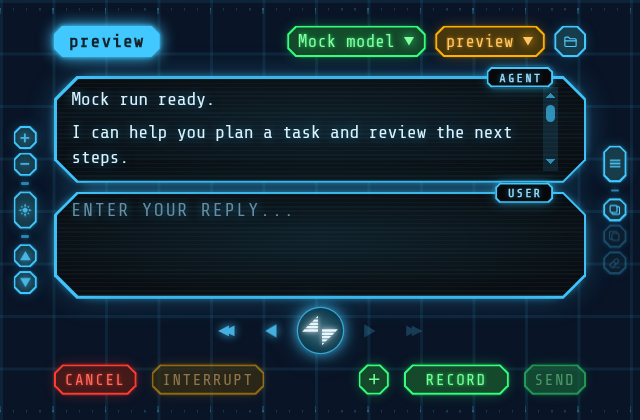 preview
Mock model
preview
AGENT
Mock run ready.
I can help you plan a task and review the next
steps.
USER
ENTER YOUR REPLY...
CANCEL
INTERRUPT
+
RECORD
SEND